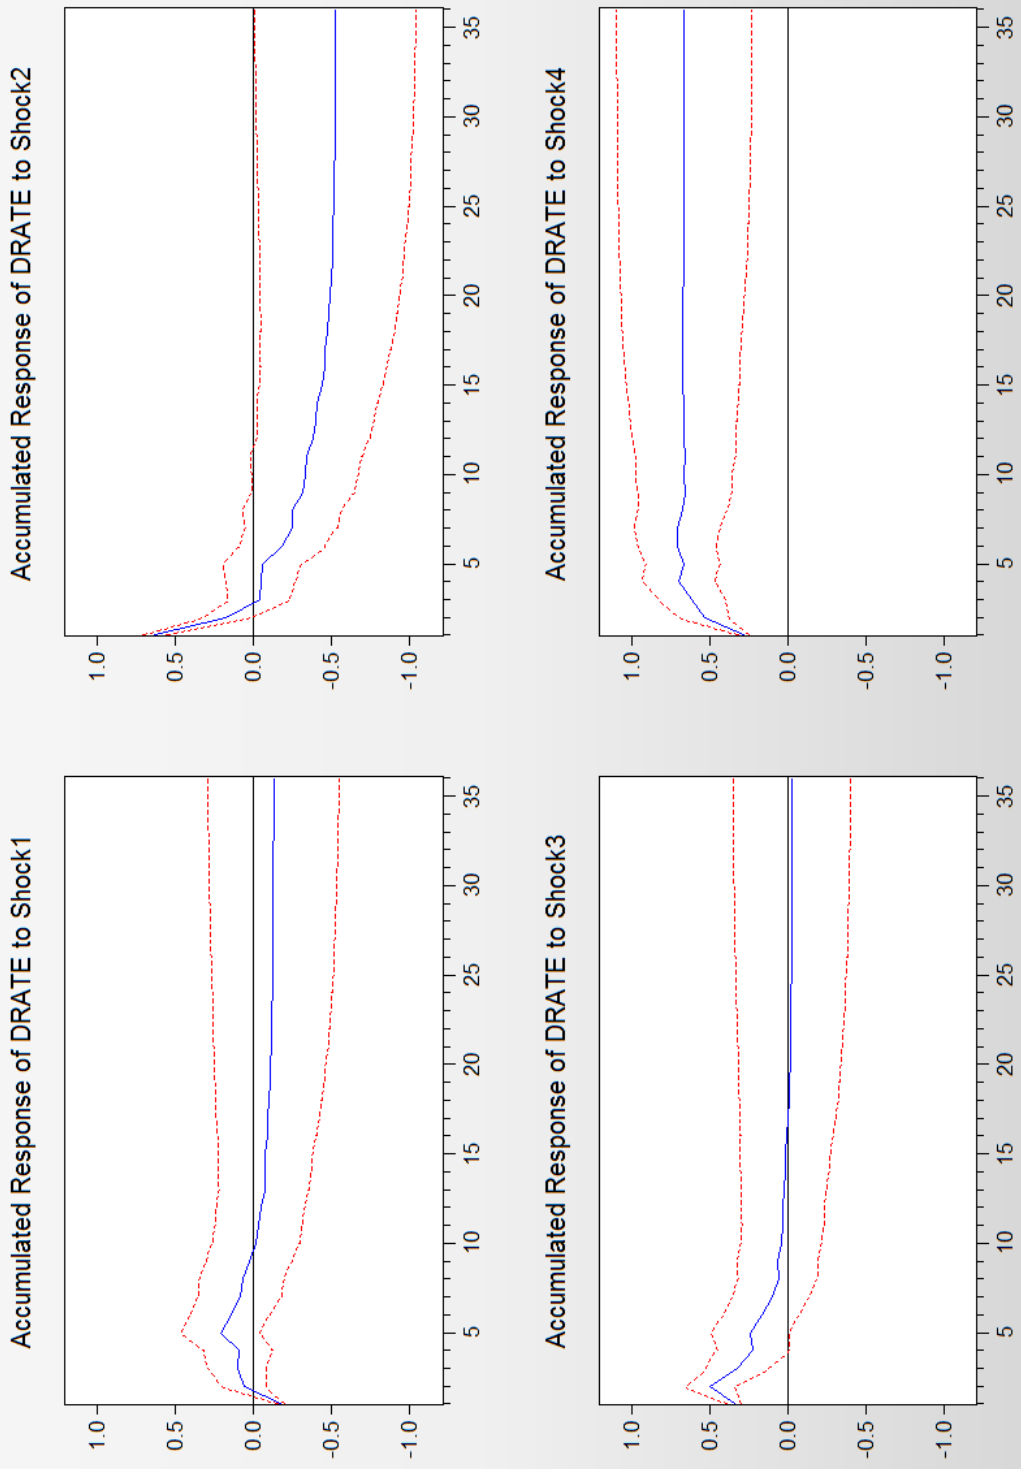 Accumulated Response of DRATE to Shock1
1.0
0.5
0.0
-0.5
-1.0
5 10 15 20 25 30 35
Accumulated Response of DRATE to Shock2
1.0
0.5
0.0
-0.5
-1.0
5 10 15 20 25 30 35
Accumulated Response of DRATE to Shock3
1.0
0.5
0.0
-0.5
-1.0
5 10 15 20 25 30 35
Accumulated Response of DRATE to Shock4
1.0
0.5
0.0
-0.5
-1.0
5 10 15 20 25 30 35